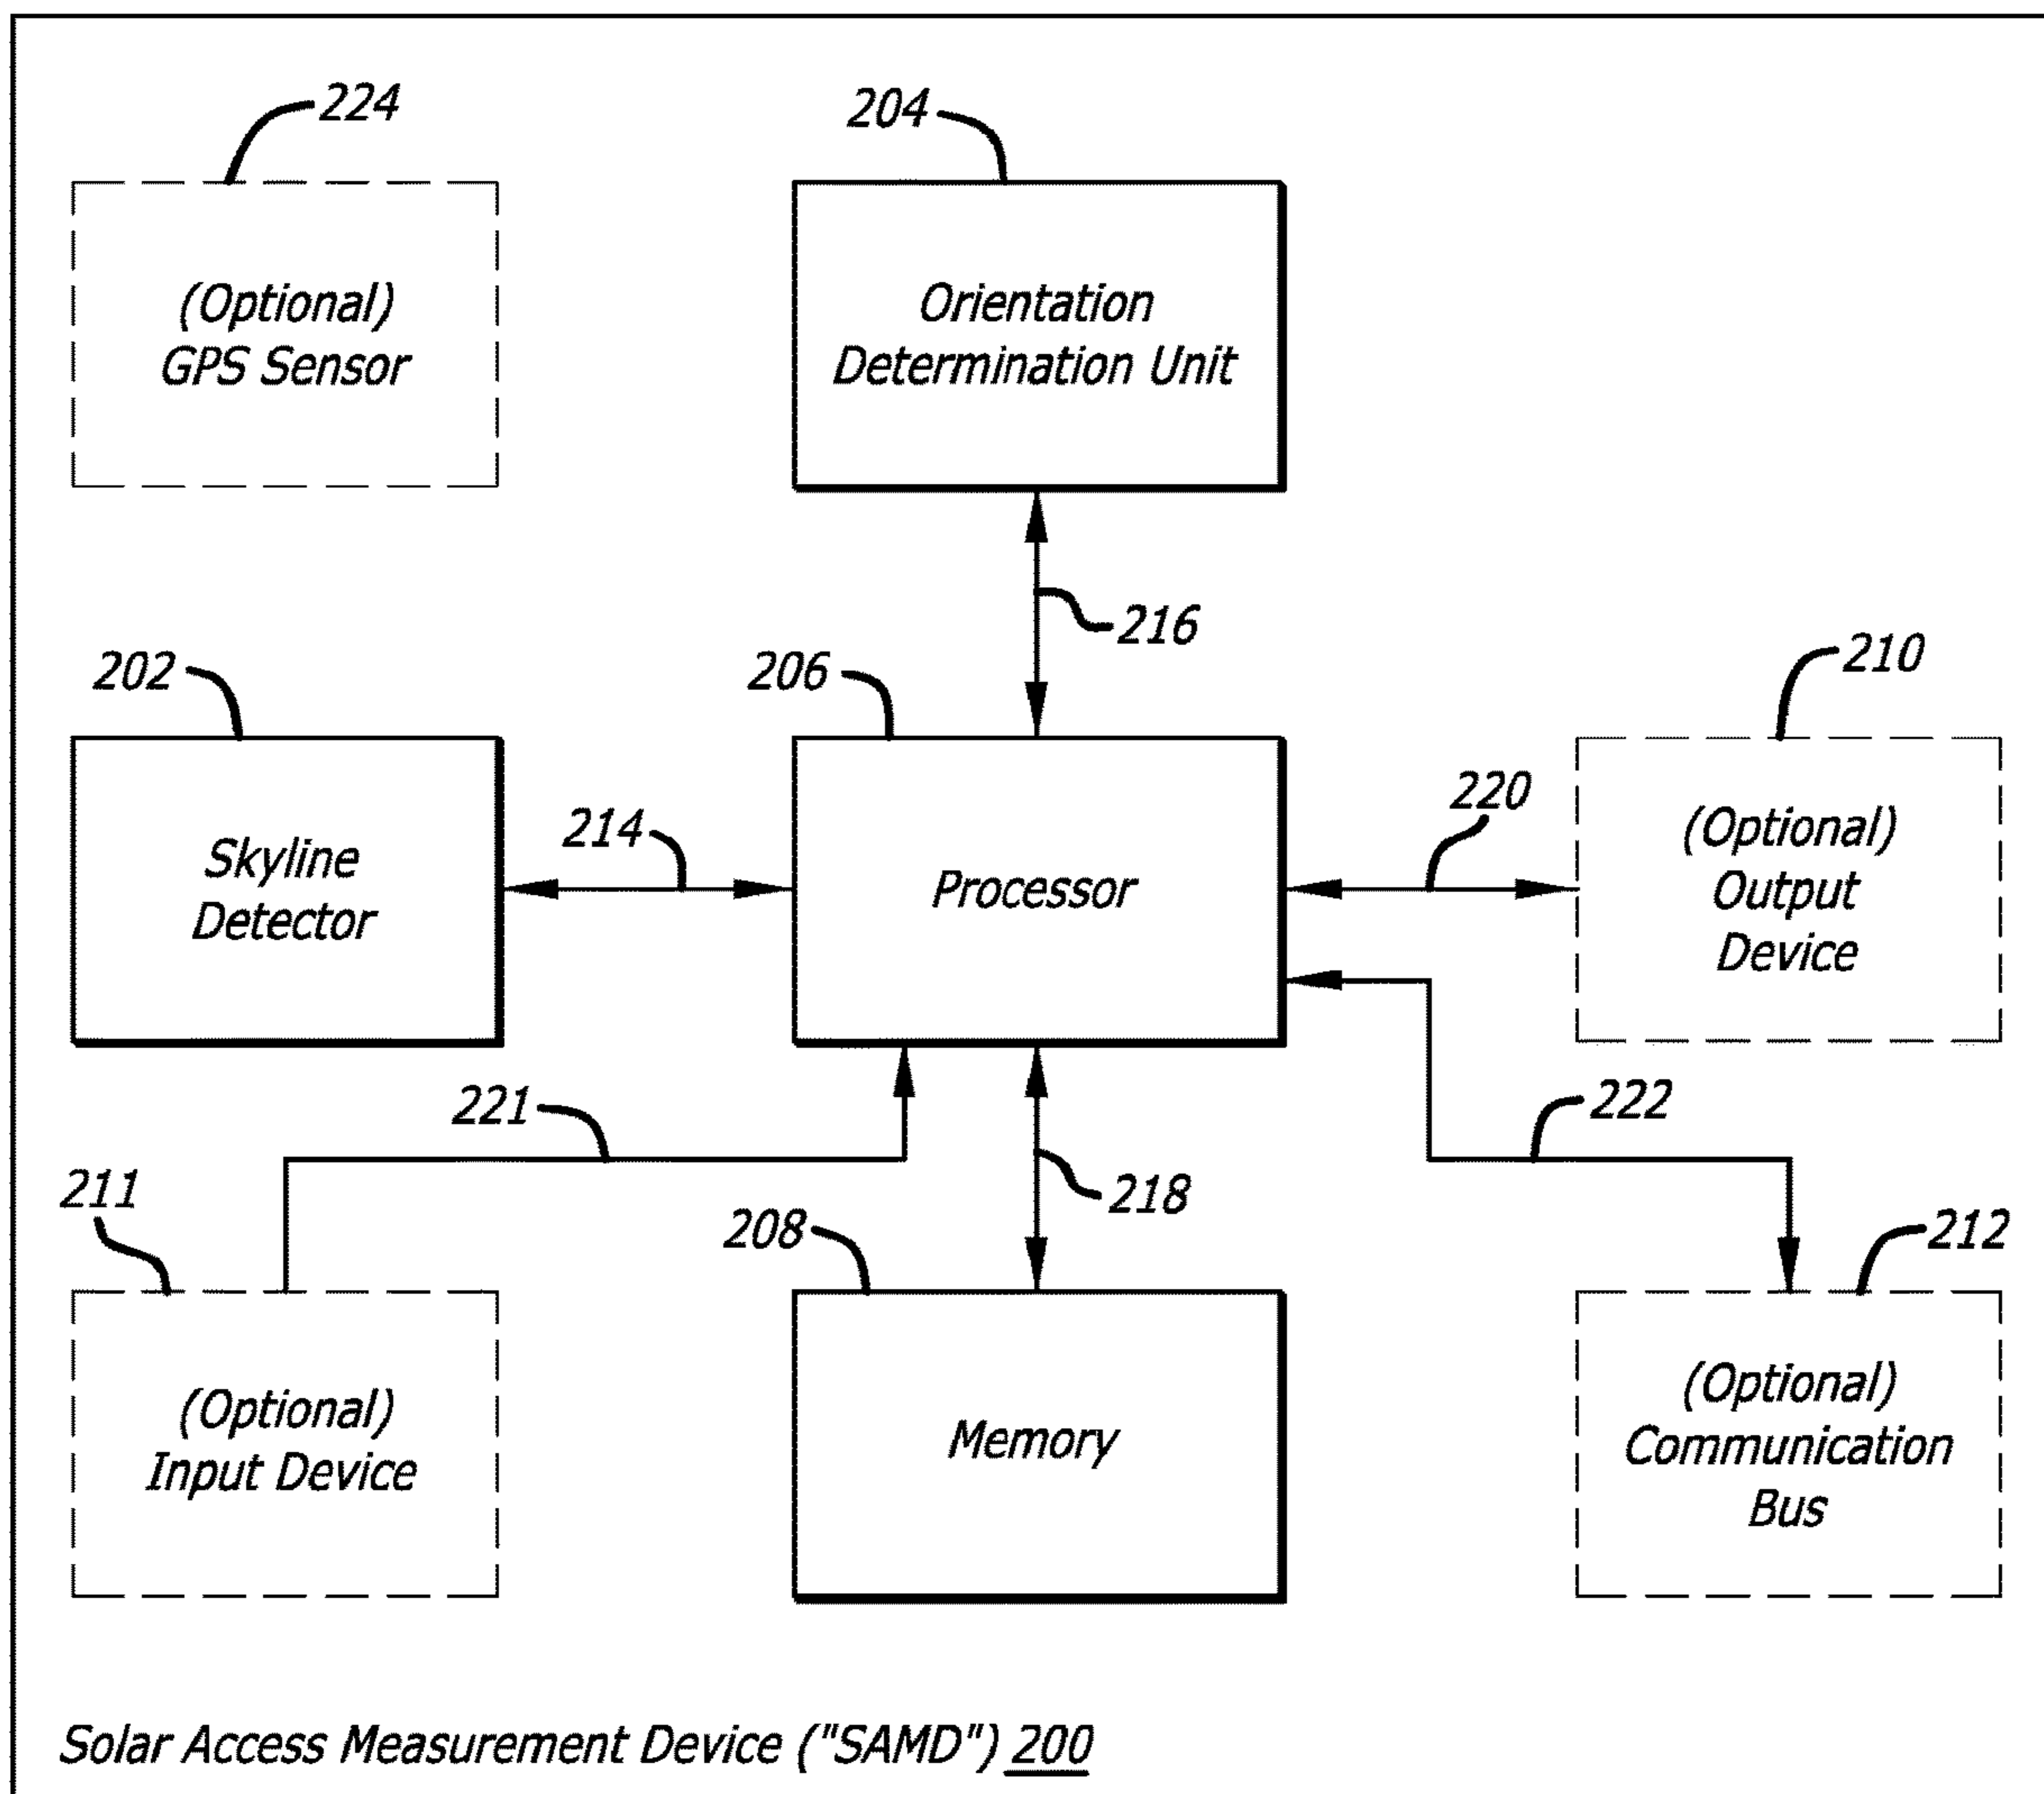 224
204
(Optional)
GPS Sensor
Orientation
Determination Unit
216
202
206
210
Skyline
Detector
214
Processor
220
(Optional)
Output
Device
221
218
222
211
208
212
(Optional)
Input Device
Memory
(Optional)
Communication
Bus
Solar Access Measurement Device ("SAMD") 200